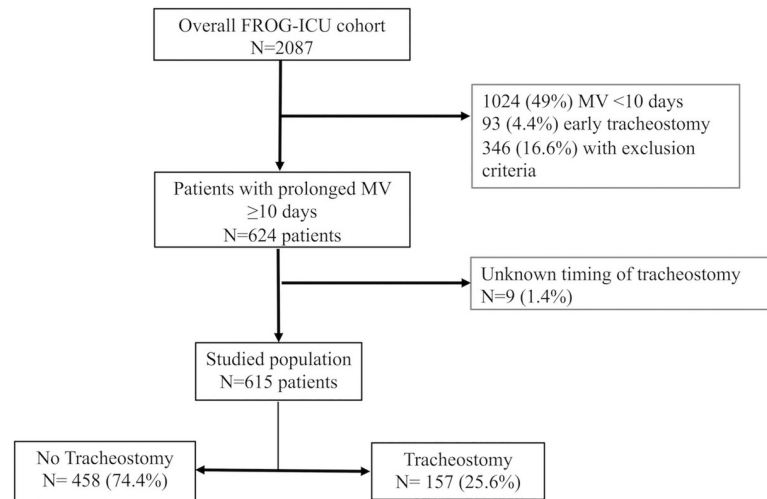 Overall FROG-ICU cohort
N=2087
1024 (49%) MV <10 days
93 (4.4%) early tracheostomy
346 (16.6%) with exclusion
criteria
Patients with prolonged MV
≥10 days
N=624 patients
Unknown timing of tracheostomy
N=9 (1.4%)
Studied population
N=615 patients
No Tracheostomy
N= 458 (74.4%)
Tracheostomy
N= 157 (25.6%)